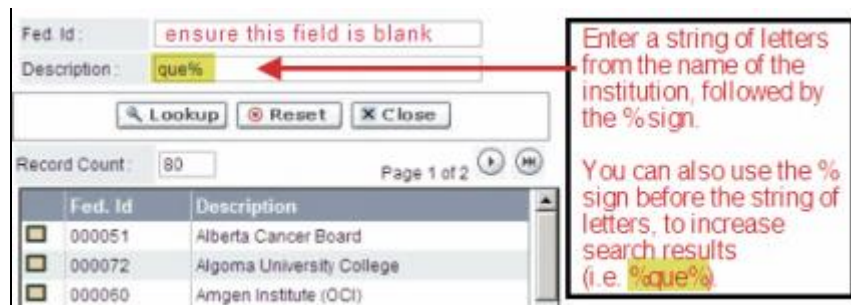 Fed. Id : ensure this field is blank
Description : que%
Lookup Reset Close
Record Count: 80 Page 1 of 2
Fed. Id Description
000051 Alberta Cancer Board
000072 Algoma University College
000060 Amgen Institute (OCI)
Enter a string of letters
from the name of the
institution, followed by
the % sign.
You can also use the %
sign before the string of
letters, to increase
search results
(i.e. %que%).